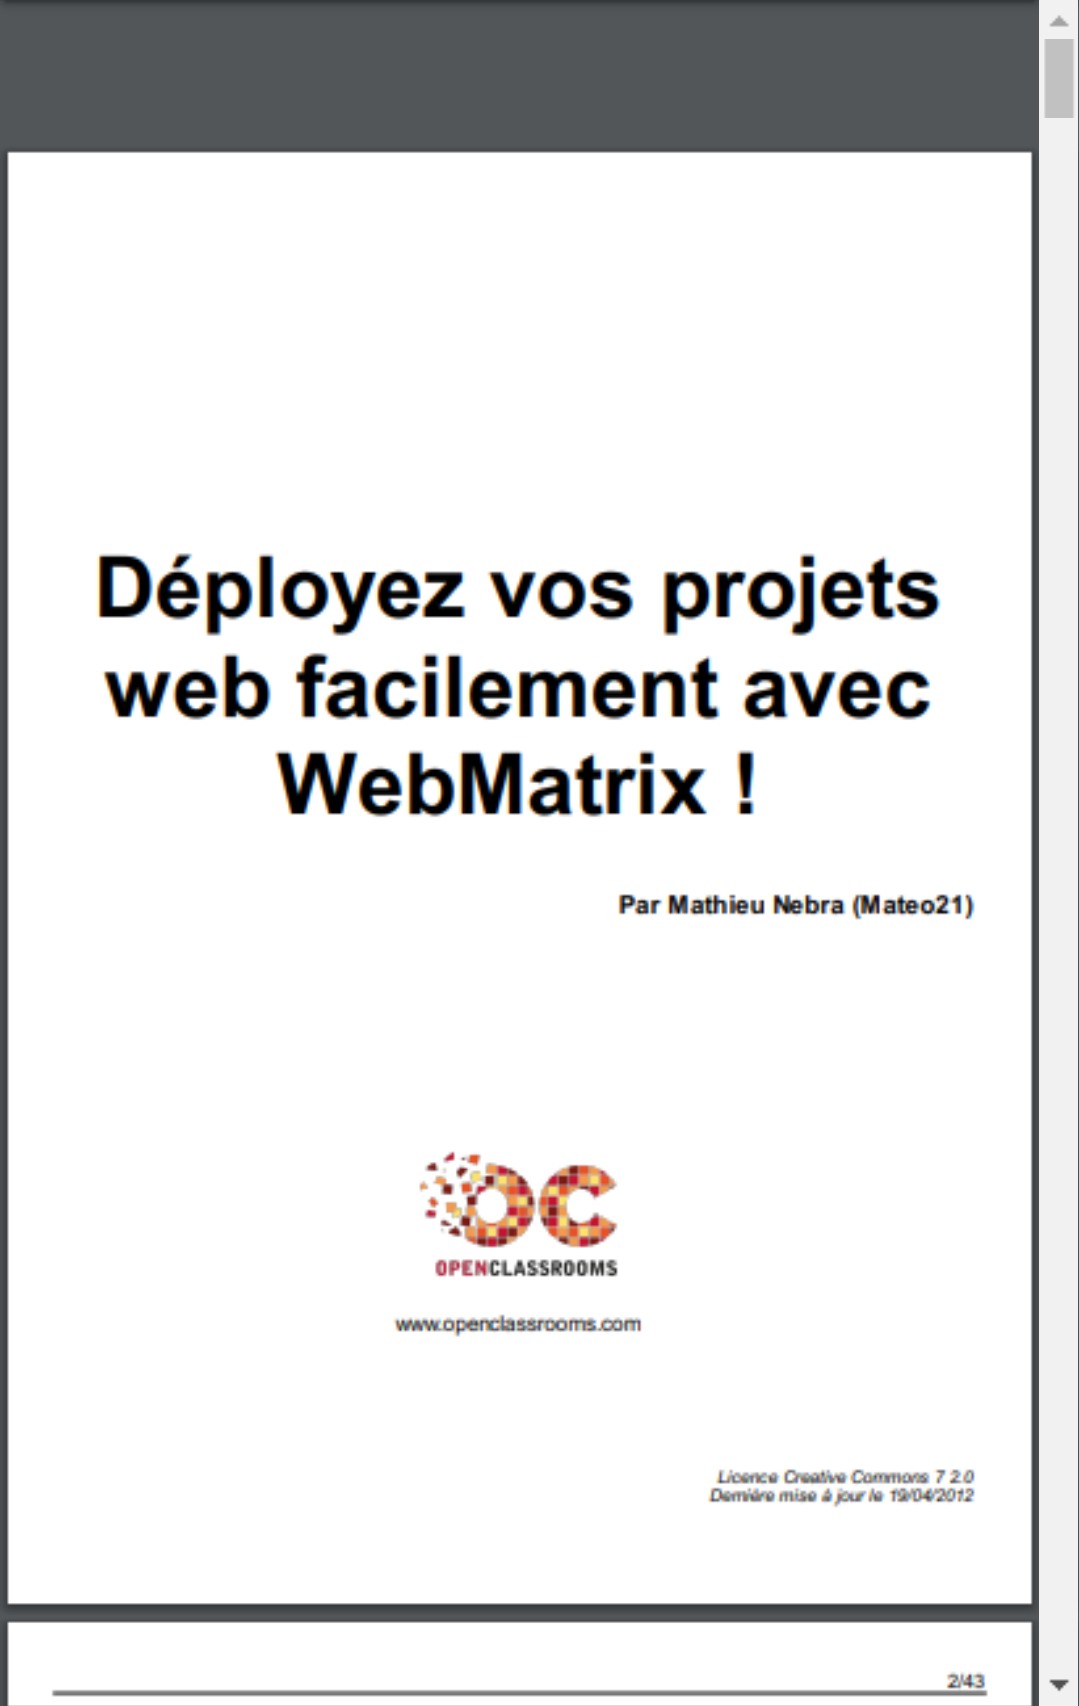 Déployez vos projets
web facilement avec
WebMatrix !
Par Mathieu Nebra (Mateo21)
OC
OPENCLASSROOMS
www.openclassrooms.com
Licence Creative Commons 7 2.0
Dernière mise à jour le 19/04/2012
2/43